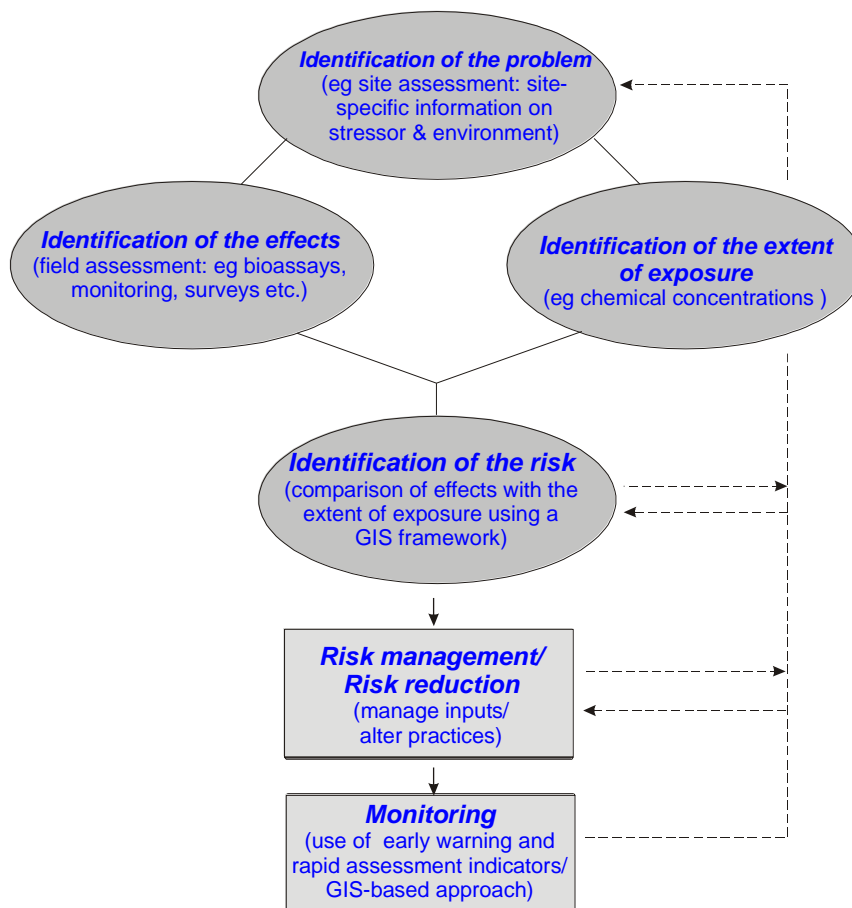 Identification of the problem
(eg site assessment: site-
specific information on
stressor & environment)
Identification of the effects
(field assessment: eg bioassays,
monitoring, surveys etc.)
Identification of the extent
of exposure
(eg chemical concentrations )
Identification of the risk
(comparison of effects with the
extent of exposure using a
GIS framework)
Risk management/
Risk reduction
(manage inputs/
alter practices)
Monitoring
(use of early warning and
rapid assessment indicators/
GIS-based approach)